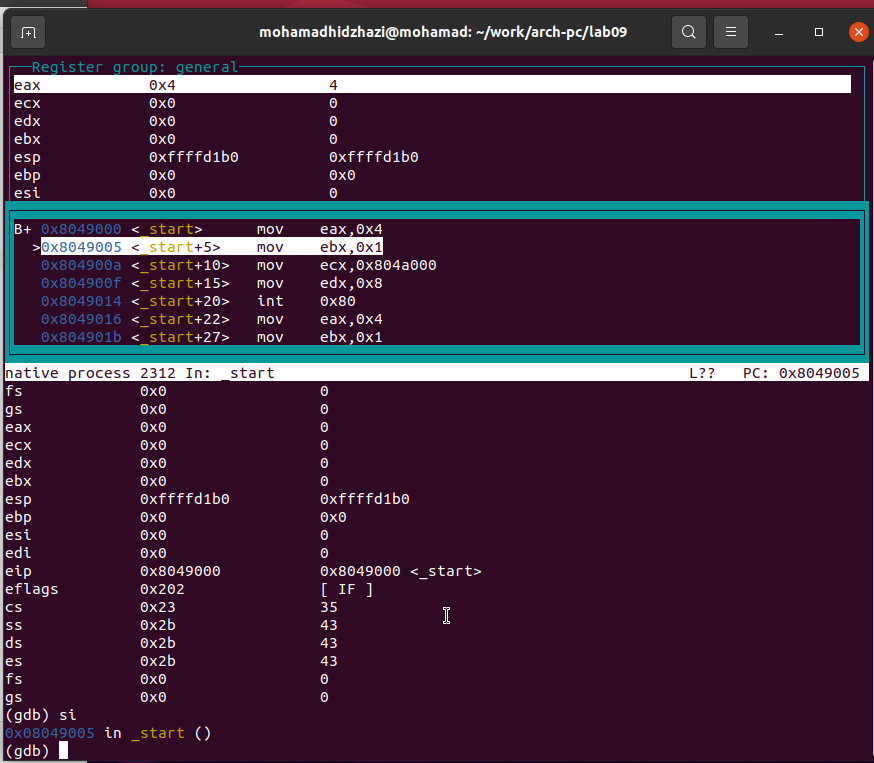 mohamadhidzhazi@mohamad: ~/work/arch-pc/lab09
Register group: general
eax 0x4 4
ecx 0x0 0
edx 0x0 0
ebx 0x0 0
esp 0xffffd1b0 0xffffd1b0
ebp 0x0 0x0
esi 0x0 0
B+ 0x8049000 <_start> mov eax,0x4
>0x8049005 <_start+5> mov ebx,0x1
0x804900a <_start+10> mov ecx,0x804a000
0x804900f <_start+15> mov edx,0x8
0x8049014 <_start+20> int 0x80
0x8049016 <_start+22> mov eax,0x4
0x804901b <_start+27> mov ebx,0x1
native process 2312 In: _start L?? PC: 0x8049005
fs 0x0 0
gs 0x0 0
eax 0x0 0
ecx 0x0 0
edx 0x0 0
ebx 0x0 0
esp 0xffffd1b0 0xffffd1b0
ebp 0x0 0x0
esi 0x0 0
edi 0x0 0
eip 0x8049000 0x8049000 <_start>
eflags 0x202 [ IF ]
cs 0x23 35
ss 0x2b 43
ds 0x2b 43
es 0x2b 43
fs 0x0 0
gs 0x0 0
(gdb) si
0x08049005 in _start ()
(gdb)